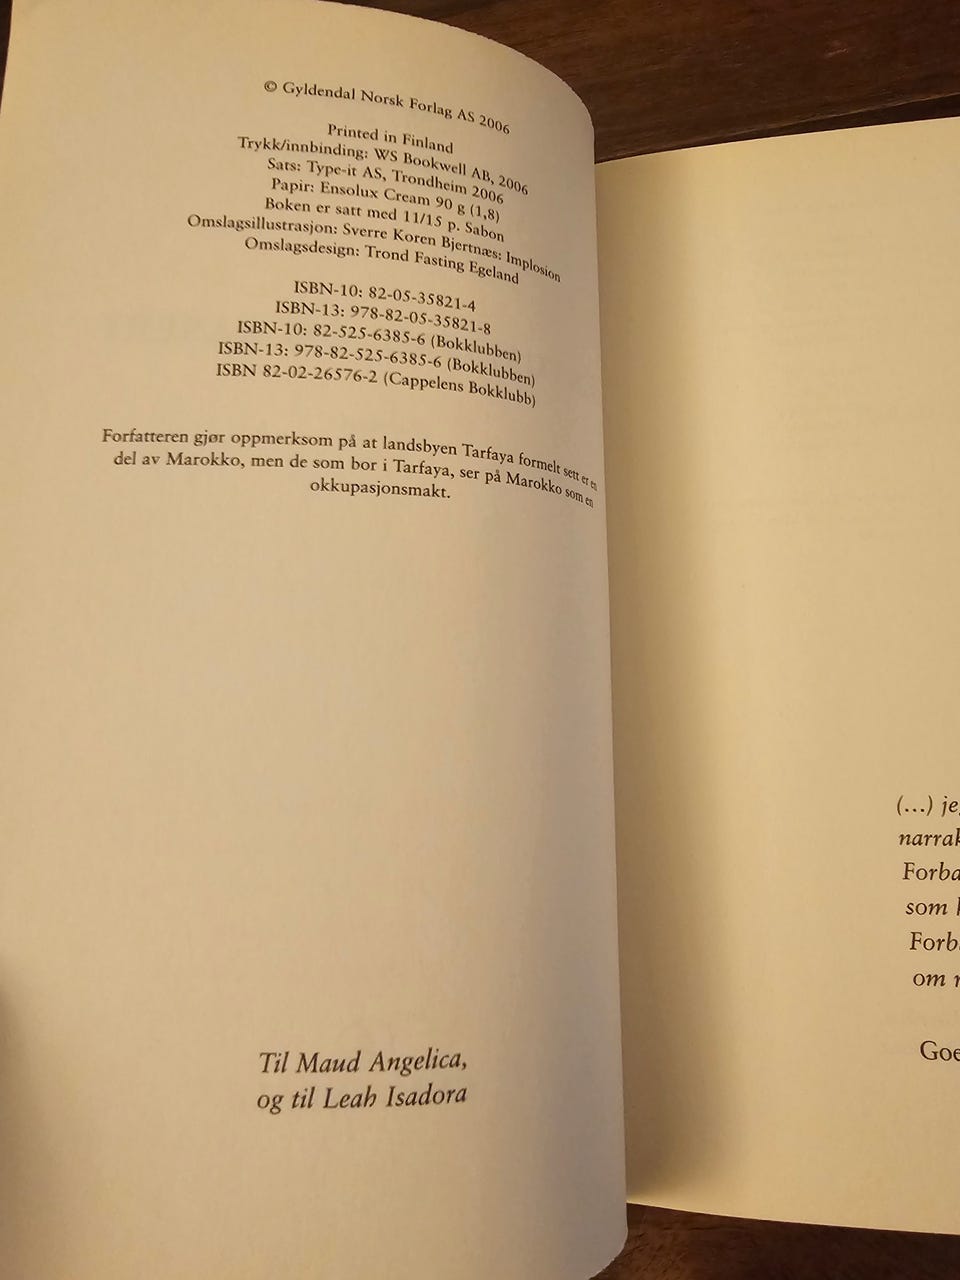 © Gyldendal Norsk Forlag AS 2006
Printed in Finland
Trykk/innbinding: WS Bookwell AB, 2006
Sats: Type-it AS, Trondheim 2006
Papir: Ensolux Cream 90 g (1,8)
Boken er satt med 11/15 p. Sabon
Omslagsillustrasjon: Sverre Koren Bjertnæs: Implosion
Omslagsdesign: Trond Fasting Egeland
ISBN-10: 82-05-35821-4
ISBN-13: 978-82-05-35821-8
ISBN-10: 82-525-6385-6 (Bokklubben)
ISBN-13: 978-82-525-6385-6 (Bokklubben)
ISBN 82-02-26576-2 (Cappelens Bokklubb)
Forfatteren gjør oppmerksom på at landsbyen Tarfaya formelt sett er en
del av Marokko, men de som bor i Tarfaya, ser på Marokko som en
okkupasjonsmakt.
Til Maud Angelica,
og til Leah Isadora
(...)
som
om